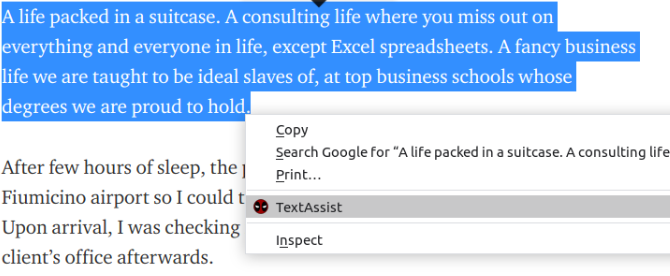 A life packed in a suitcase. A consulting life where you miss out on
everything and everyone in life, except Excel spreadsheets. A fancy business
life we are taught to be ideal slaves of, at top business schools whose
degrees we are proud to hold.
Copy
Search Google for “A life packed in a suitcase. A consulting life
Print…
TextAssist
Inspect
After few hours of sleep, the
Fiumicino airport so I could
Upon arrival, I was checking
client’s office afterwards.